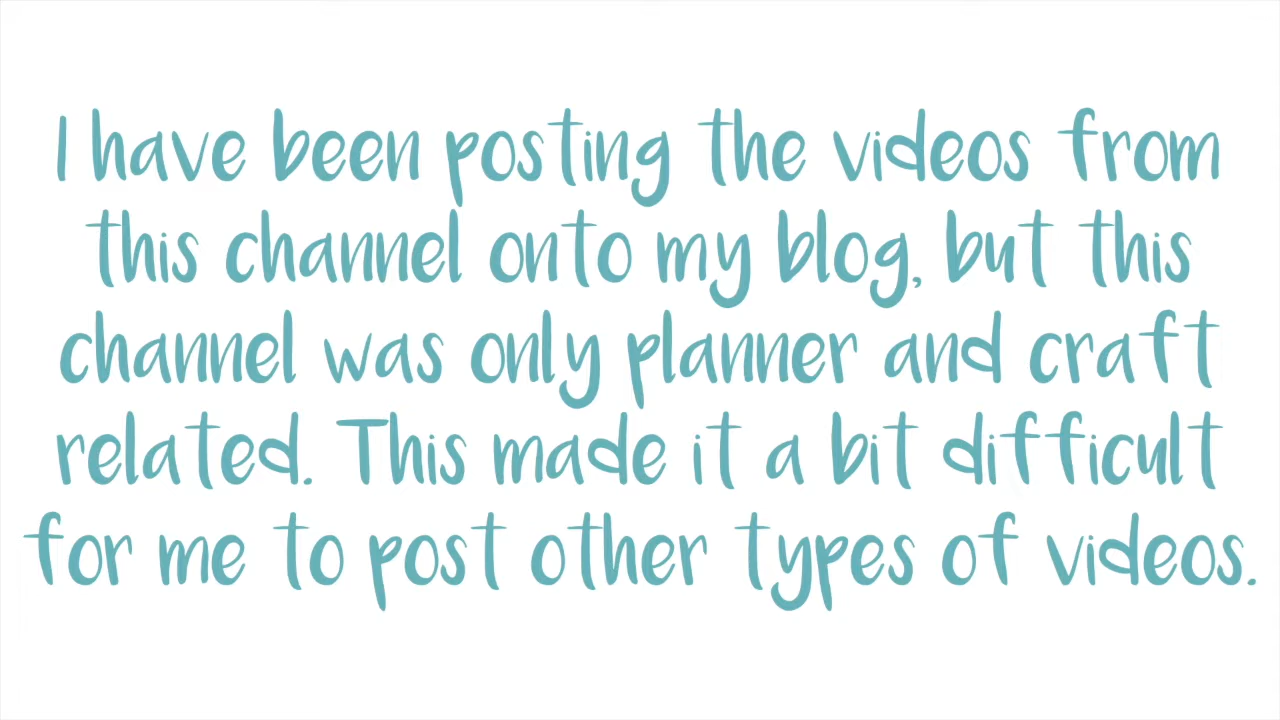 I have been posting the videos from
this channel onto my blog, but this
channel was only planner and craft
related. This made it a bit difficult
for me to post other types of videos.